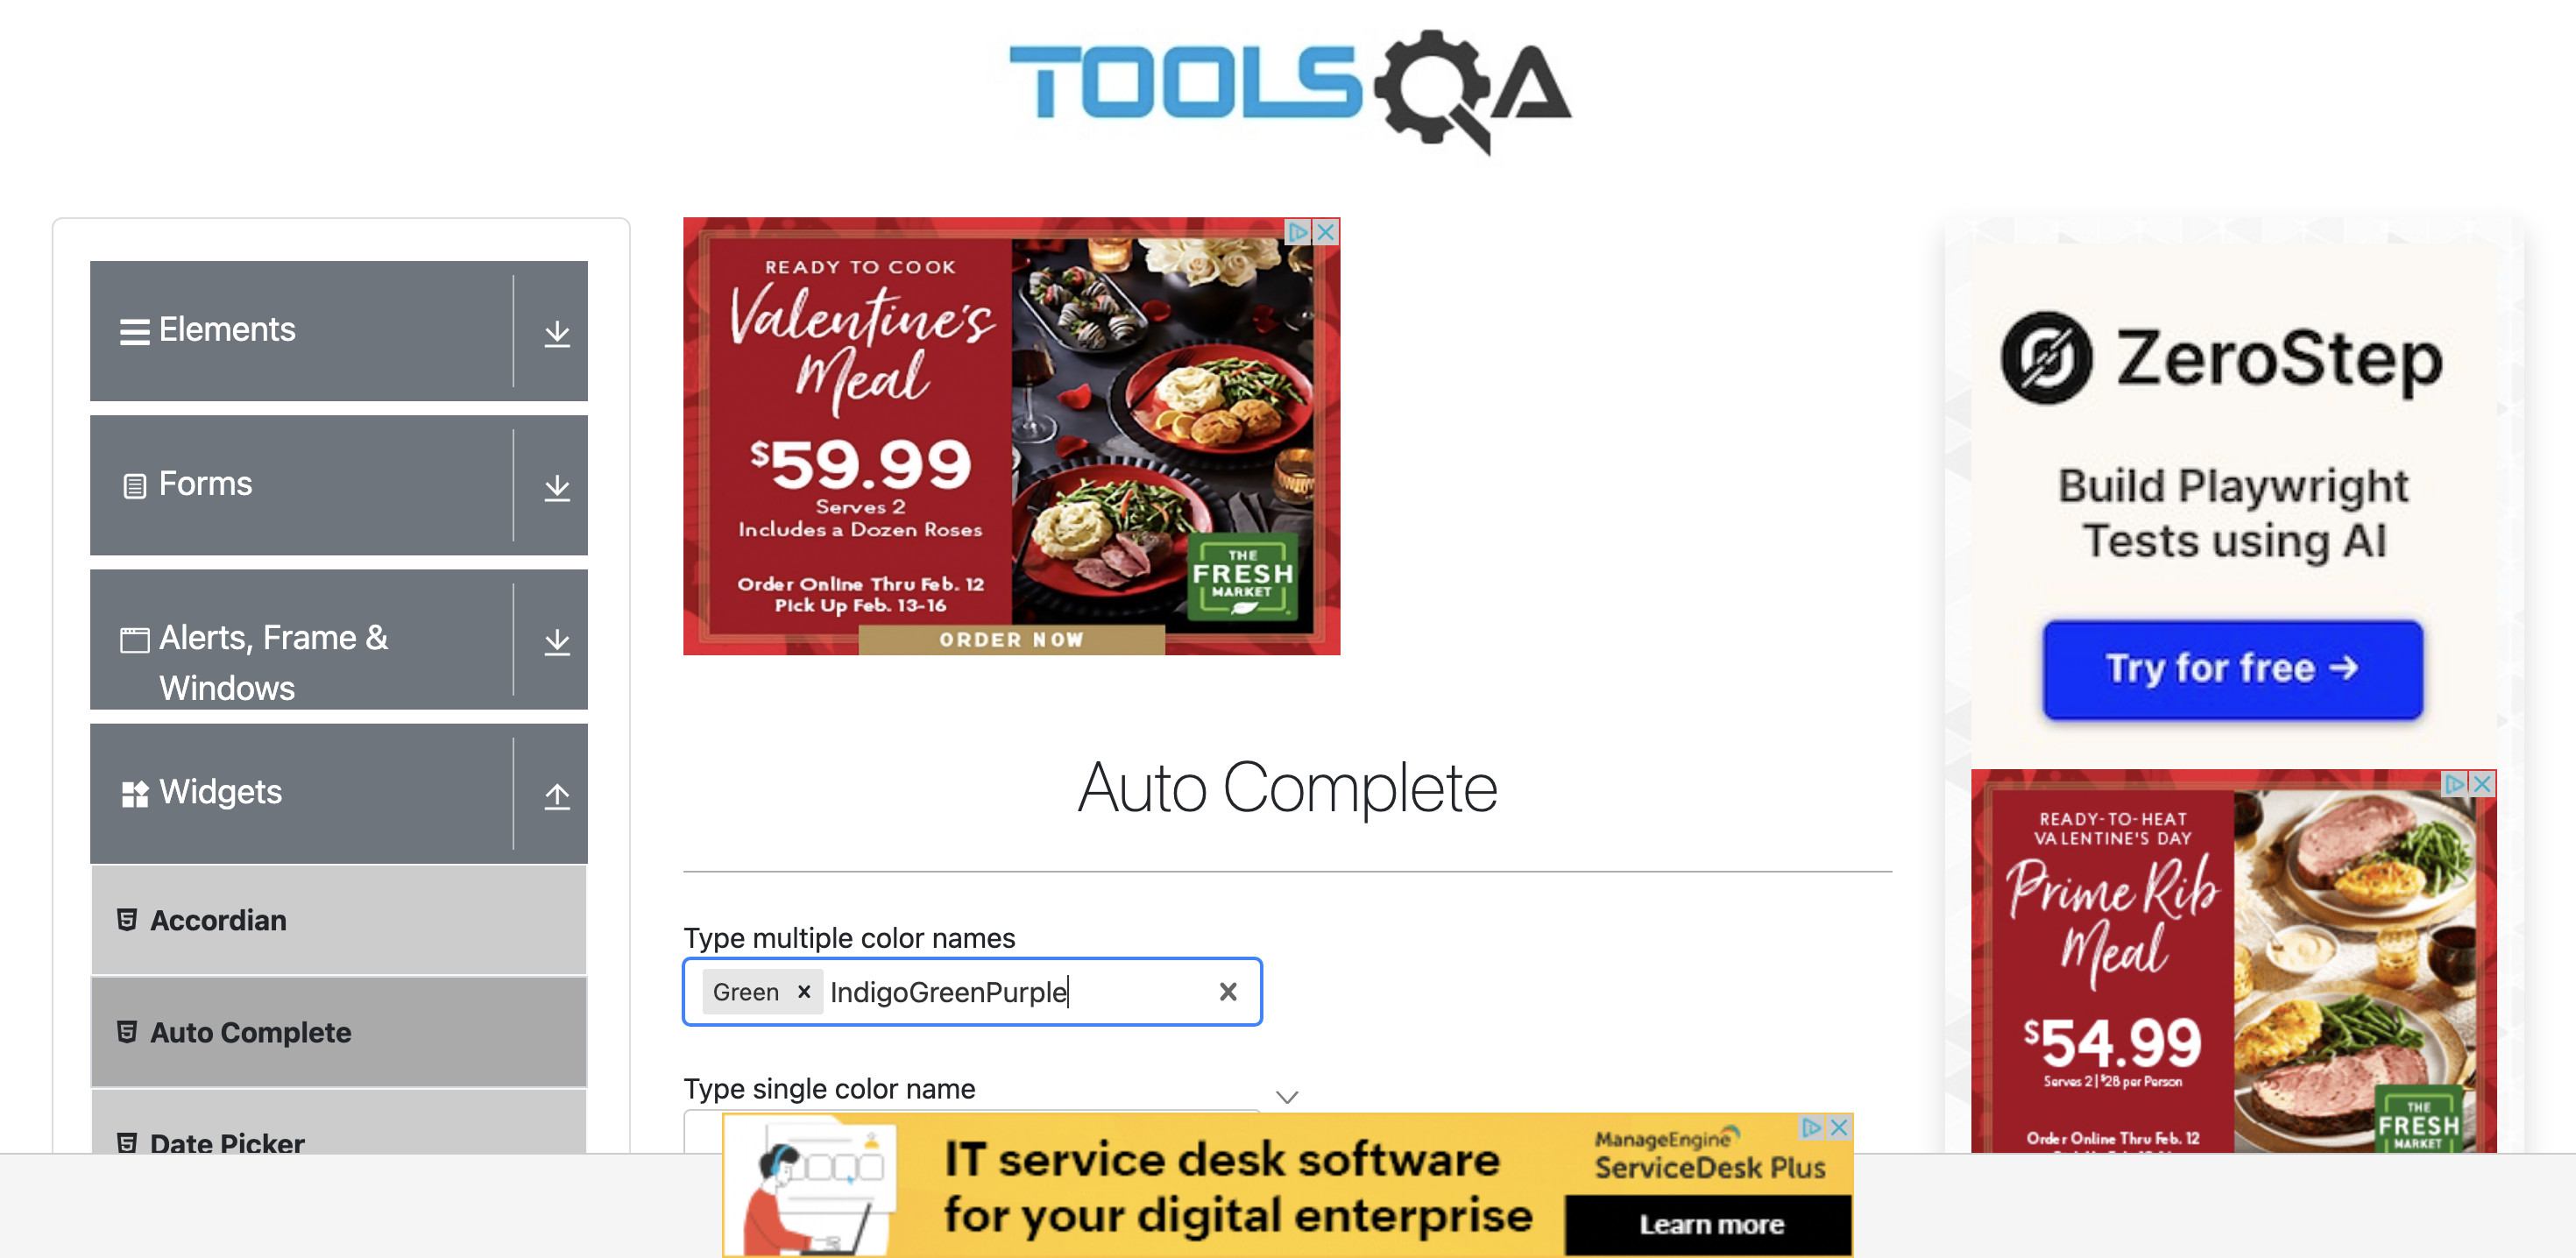 TOOLSQA
Elements
Forms
Alerts, Frame &
Windows
Widgets
Accordian
Auto Complete
Date Picker
READY TO COOK
Valentine's
Meal
$59.99
Serves 2
Includes a Dozen Roses
Order Online Thru Feb. 12
Pick Up Feb. 13-16
THE
FRESH
MARKET
ORDER NOW
Auto Complete
Type multiple color names
Green IndigoGreenPurple
Type single color name
ZeroStep
Build Playwright
Tests using AI
Try for free →
READY-TO-HEAT
VALENTINE'S DAY
Prime Rib
Meal
$54.99
Serves 2 | $28 per Person
Order Online Thru Feb. 12
THE
FRESH
MARKET
IT service desk software
for your digital enterprise
ManageEngine
ServiceDesk Plus
Learn more